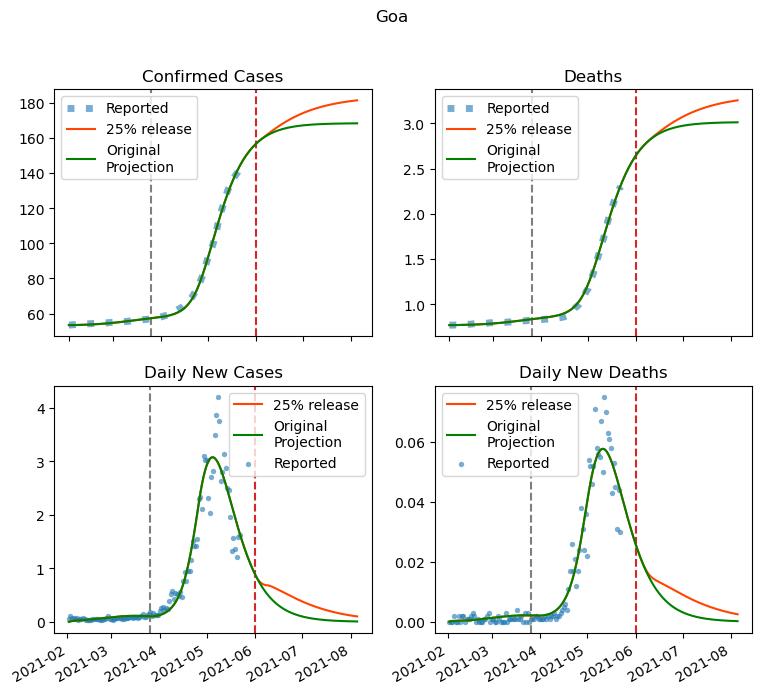 Goa
Confirmed Cases
180
160
140
120
100
80
60
Reported
25% release
Original
Projection
Deaths
3.0
2.5
2.0
1.5
1.0
Reported
25% release
Original
Projection
Daily New Cases
4
3
2
1
0
25% release
Original
Projection
Reported
2021-02
2021-03
2021-04
2021-05
2021-06
2021-07
2021-08
Daily New Deaths
0.06
0.04
0.02
0.00
25% release
Original
Projection
Reported
2021-02
2021-03
2021-04
2021-05
2021-06
2021-07
2021-08